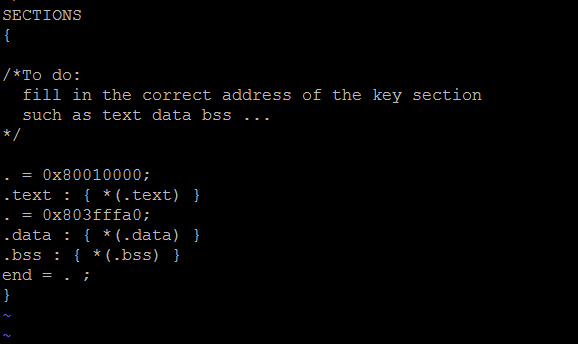 SECTIONS
{
/*To do:
  fill in the correct address of the key section
  such as text data bss ...
*/
. = 0x80010000;
.text : { *(.text) }
. = 0x803fffa0;
.data : { *(.data) }
.bss : { *(.bss) }
end = . ;
}
~
~